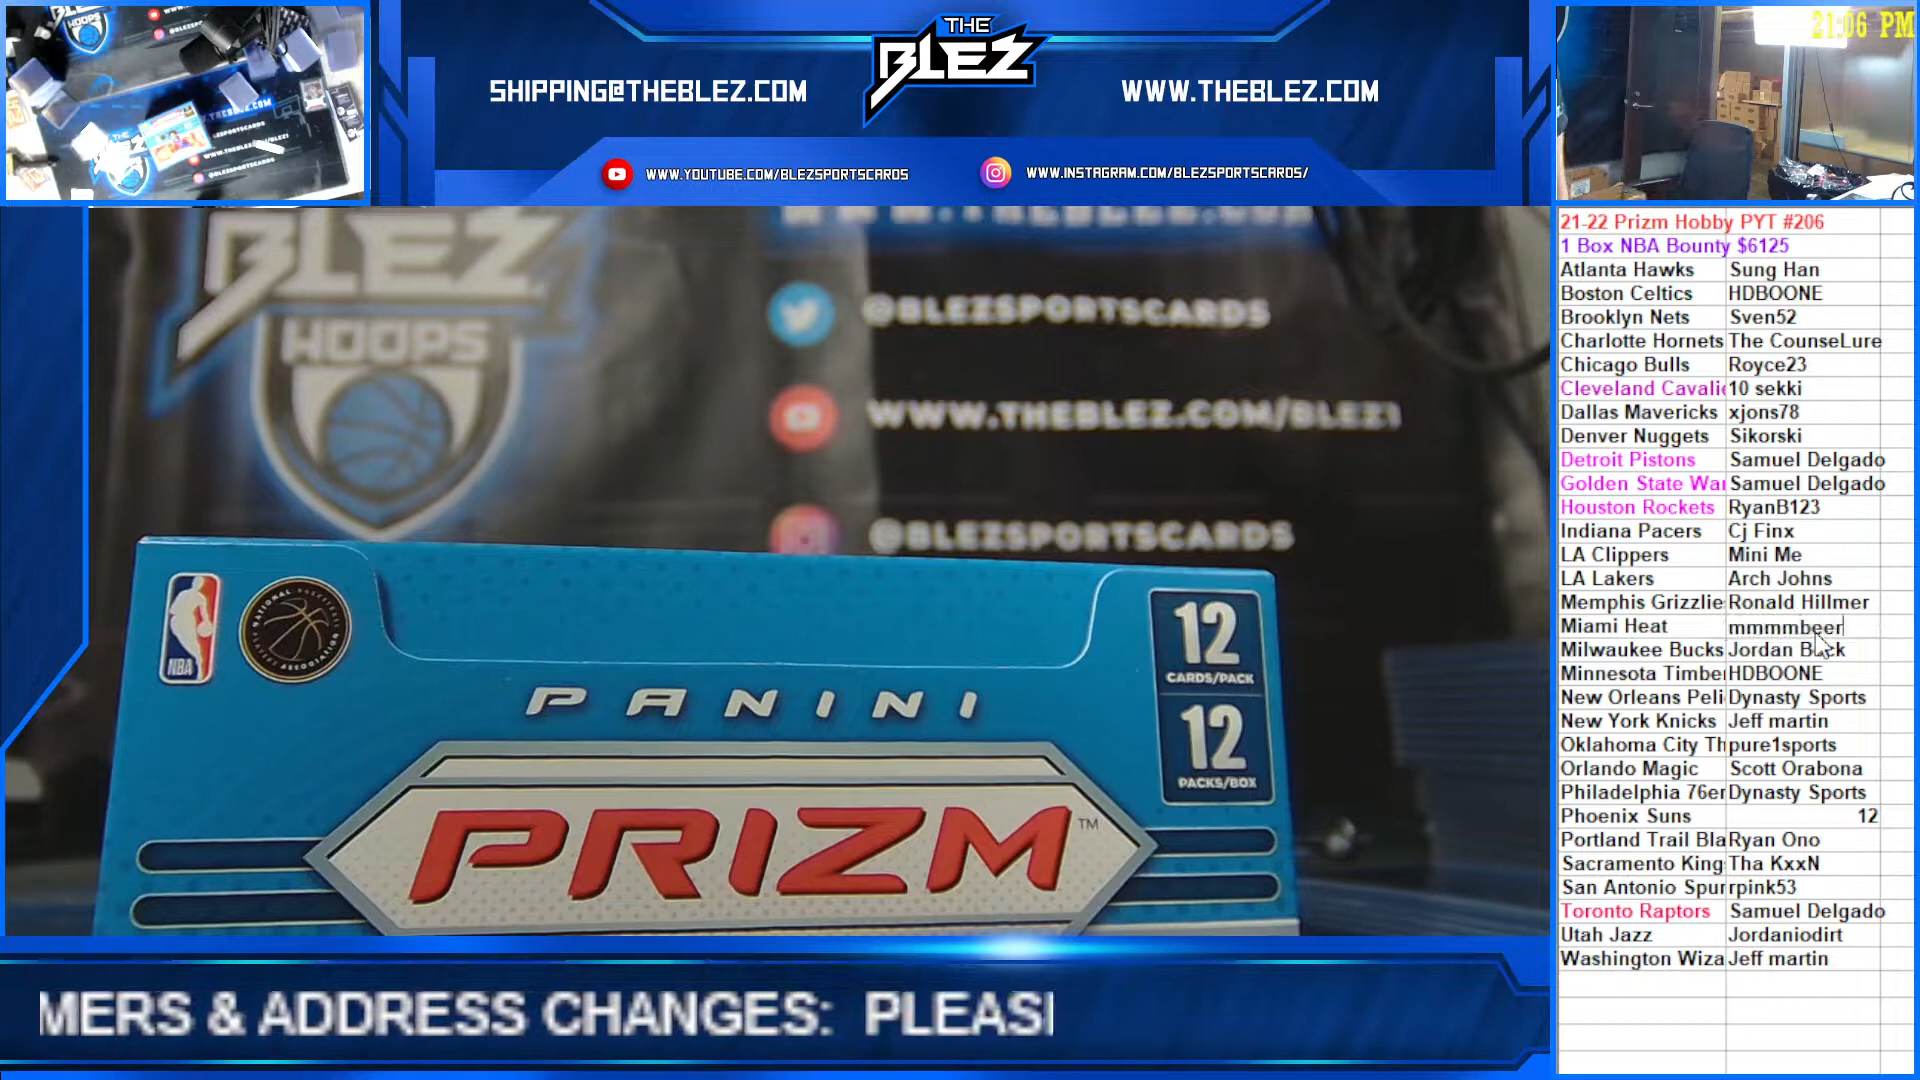 THE
BLEZ
SHIPPING@THEBLEZ.COM
WWW.THEBLEZ.COM
WWW.YOUTUBE.COM/BLEZSPORTSCARDS
WWW.INSTAGRAM.COM/BLEZSPORTSCARDS/
21:06 PM
BLEZ
HOOPS
@BLEZSPORTSCARDS
WWW.THEBLEZ.COM/BLEZ1
@BLEZSPORTSCARDS
NBA
NATIONAL BASKETBALL ASSOCIATION
12
CARDS/PACK
12
PACKS/BOX
PANINI
PRIZM™
21-22 Prizm Hobby PYT #206
1 Box NBA Bounty $6125
Atlanta Hawks Sung Han
Boston Celtics HDBOONE
Brooklyn Nets Sven52
Charlotte Hornets The CounseLure
Chicago Bulls Royce23
Cleveland Cavalie 10 sekki
Dallas Mavericks xjons78
Denver Nuggets Sikorski
Detroit Pistons Samuel Delgado
Golden State War Samuel Delgado
Houston Rockets RyanB123
Indiana Pacers Cj Finx
LA Clippers Mini Me
LA Lakers Arch Johns
Memphis Grizzlie Ronald Hillmer
Miami Heat mmmmbeer
Milwaukee Bucks Jordan
Minnesota Timbe HDBOONE
New Orleans Peli Dynasty Sports
New York Knicks Jeff martin
Oklahoma City Th pure1sports
Orlando Magic Scott Orabona
Philadelphia 76er Dynasty Sports
Phoenix Suns 12
Portland Trail Bla Ryan Ono
Sacramento King Tha KxxN
San Antonio Spur rpink53
Toronto Raptors Samuel Delgado
Utah Jazz Jordaniodirt
Washington Wiza Jeff martin
MERS & ADDRESS CHANGES: PLEAS